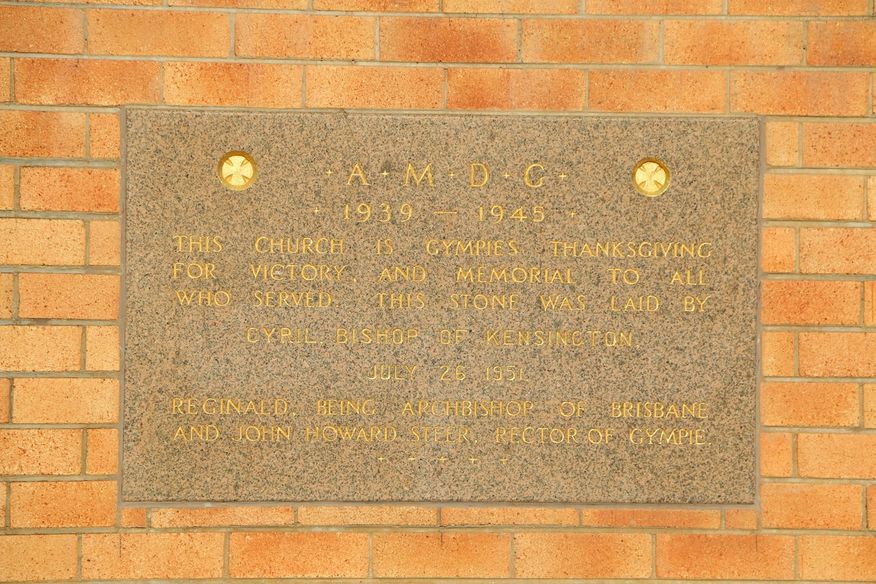 + A + M + D + G +
+ 1939 — 1945 +
THIS CHURCH IS GYMPIES THANKSGIVING
FOR VICTORY, AND MEMORIAL TO ALL
WHO SERVED. THIS STONE WAS LAID BY
CYRIL, BISHOP OF KENSINGTON.
JULY 26 1951
REGINALD, BEING ARCHBISHOP OF BRISBANE
AND JOHN HOWARD STEER, RECTOR OF GYMPIE.
+ + + + +